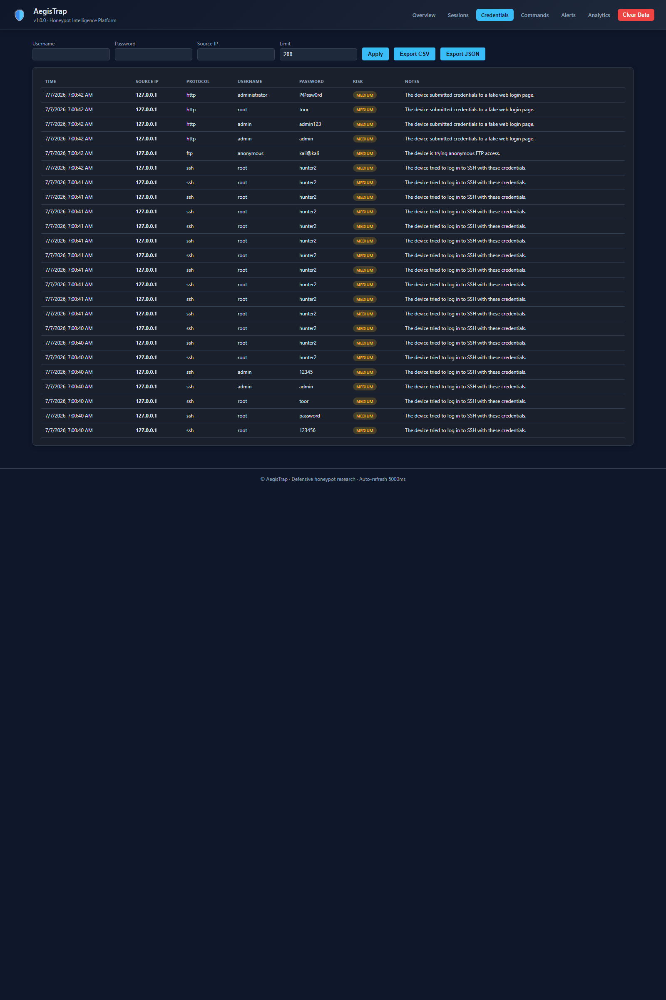 AegisTrap
v1.0.0 · Honeypot Intelligence Platform
Overview Sessions Credentials Commands Alerts Analytics Clear Data
Username Password Source IP Limit
200 Apply Export CSV Export JSON
TIME SOURCE IP PROTOCOL USERNAME PASSWORD RISK NOTES
7/7/2026, 7:00:42 AM 127.0.0.1 http administrator P@ssw0rd MEDIUM The device submitted credentials to a fake web login page.
7/7/2026, 7:00:42 AM 127.0.0.1 http root toor MEDIUM The device submitted credentials to a fake web login page.
7/7/2026, 7:00:42 AM 127.0.0.1 http admin admin123 MEDIUM The device submitted credentials to a fake web login page.
7/7/2026, 7:00:42 AM 127.0.0.1 http admin admin MEDIUM The device submitted credentials to a fake web login page.
7/7/2026, 7:00:42 AM 127.0.0.1 ftp anonymous kali@kali MEDIUM The device is trying anonymous FTP access.
7/7/2026, 7:00:42 AM 127.0.0.1 ssh root hunter2 MEDIUM The device tried to log in to SSH with these credentials.
7/7/2026, 7:00:41 AM 127.0.0.1 ssh root hunter2 MEDIUM The device tried to log in to SSH with these credentials.
7/7/2026, 7:00:41 AM 127.0.0.1 ssh root hunter2 MEDIUM The device tried to log in to SSH with these credentials.
7/7/2026, 7:00:41 AM 127.0.0.1 ssh root hunter2 MEDIUM The device tried to log in to SSH with these credentials.
7/7/2026, 7:00:41 AM 127.0.0.1 ssh root hunter2 MEDIUM The device tried to log in to SSH with these credentials.
7/7/2026, 7:00:41 AM 127.0.0.1 ssh root hunter2 MEDIUM The device tried to log in to SSH with these credentials.
7/7/2026, 7:00:41 AM 127.0.0.1 ssh root hunter2 MEDIUM The device tried to log in to SSH with these credentials.
7/7/2026, 7:00:41 AM 127.0.0.1 ssh root hunter2 MEDIUM The device tried to log in to SSH with these credentials.
7/7/2026, 7:00:41 AM 127.0.0.1 ssh root hunter2 MEDIUM The device tried to log in to SSH with these credentials.
7/7/2026, 7:00:41 AM 127.0.0.1 ssh root hunter2 MEDIUM The device tried to log in to SSH with these credentials.
7/7/2026, 7:00:41 AM 127.0.0.1 ssh root hunter2 MEDIUM The device tried to log in to SSH with these credentials.
7/7/2026, 7:00:40 AM 127.0.0.1 ssh root hunter2 MEDIUM The device tried to log in to SSH with these credentials.
7/7/2026, 7:00:40 AM 127.0.0.1 ssh root hunter2 MEDIUM The device tried to log in to SSH with these credentials.
7/7/2026, 7:00:40 AM 127.0.0.1 ssh root hunter2 MEDIUM The device tried to log in to SSH with these credentials.
7/7/2026, 7:00:40 AM 127.0.0.1 ssh admin 12345 MEDIUM The device tried to log in to SSH with these credentials.
7/7/2026, 7:00:40 AM 127.0.0.1 ssh admin admin MEDIUM The device tried to log in to SSH with these credentials.
7/7/2026, 7:00:40 AM 127.0.0.1 ssh root toor MEDIUM The device tried to log in to SSH with these credentials.
7/7/2026, 7:00:40 AM 127.0.0.1 ssh root password MEDIUM The device tried to log in to SSH with these credentials.
7/7/2026, 7:00:40 AM 127.0.0.1 ssh root 123456 MEDIUM The device tried to log in to SSH with these credentials.
© AegisTrap · Defensive honeypot research · Auto-refresh 5000ms